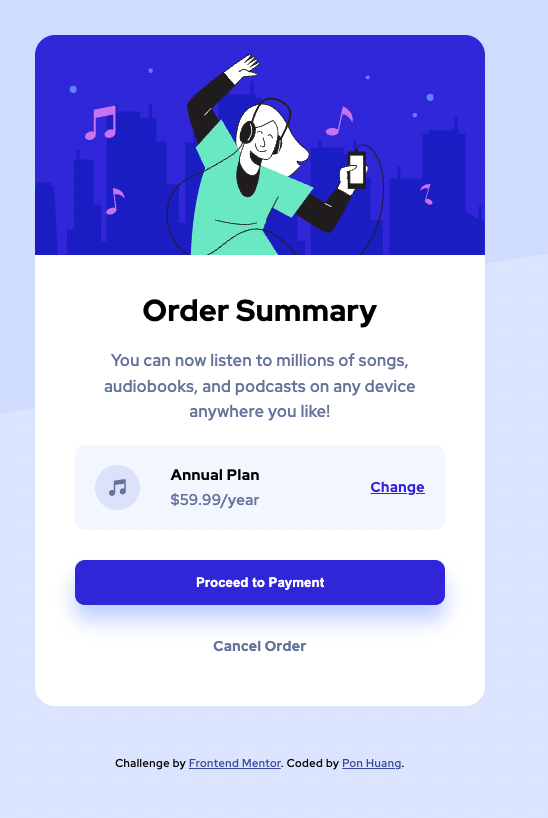 Order Summary
You can now listen to millions of songs,
audiobooks, and podcasts on any device
anywhere you like!
Annual Plan
$59.99/year
Change
Proceed to Payment
Cancel Order
Challenge by Frontend Mentor. Coded by Pon Huang.